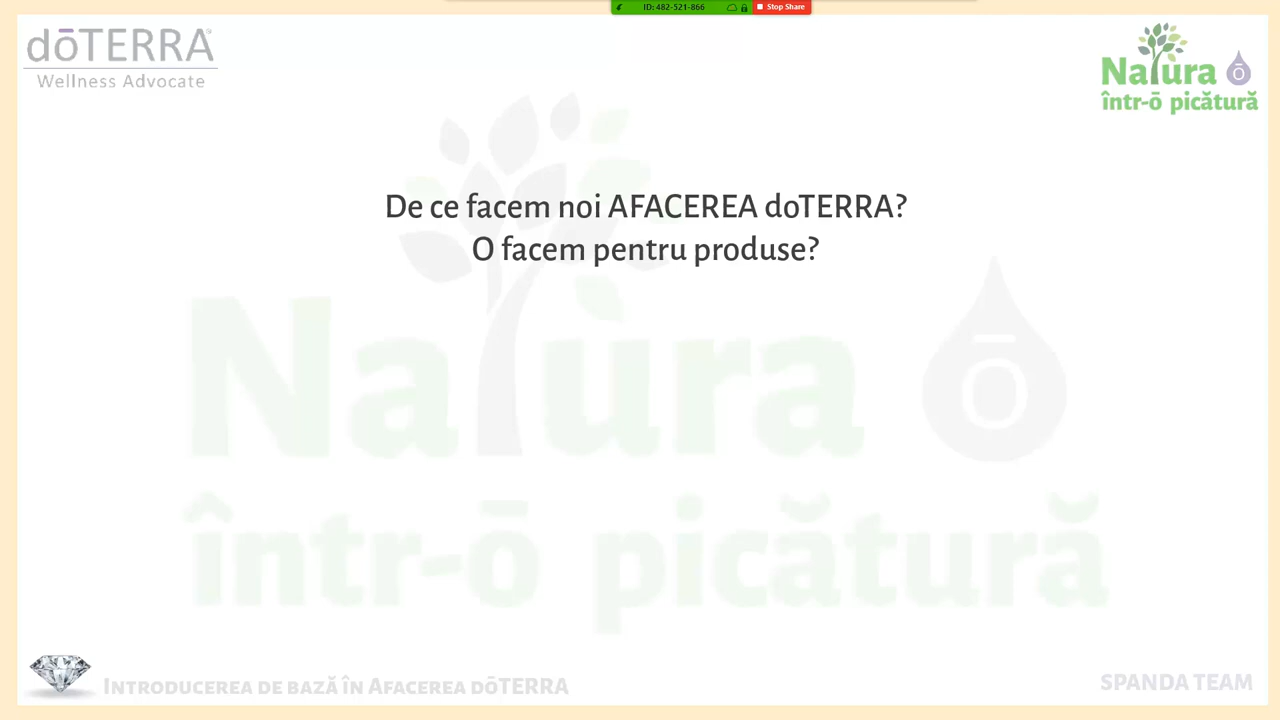 ID: 482-521-866 Stop Share
dōTERRA®
Wellness Advocate
Natura ō
într-ō picătură
De ce facem noi AFACEREA doTERRA?
O facem pentru produse?
Natura ō
într-ō picătură
Introducerea de bază în Afacerea dōTERRA
SPANDA TEAM